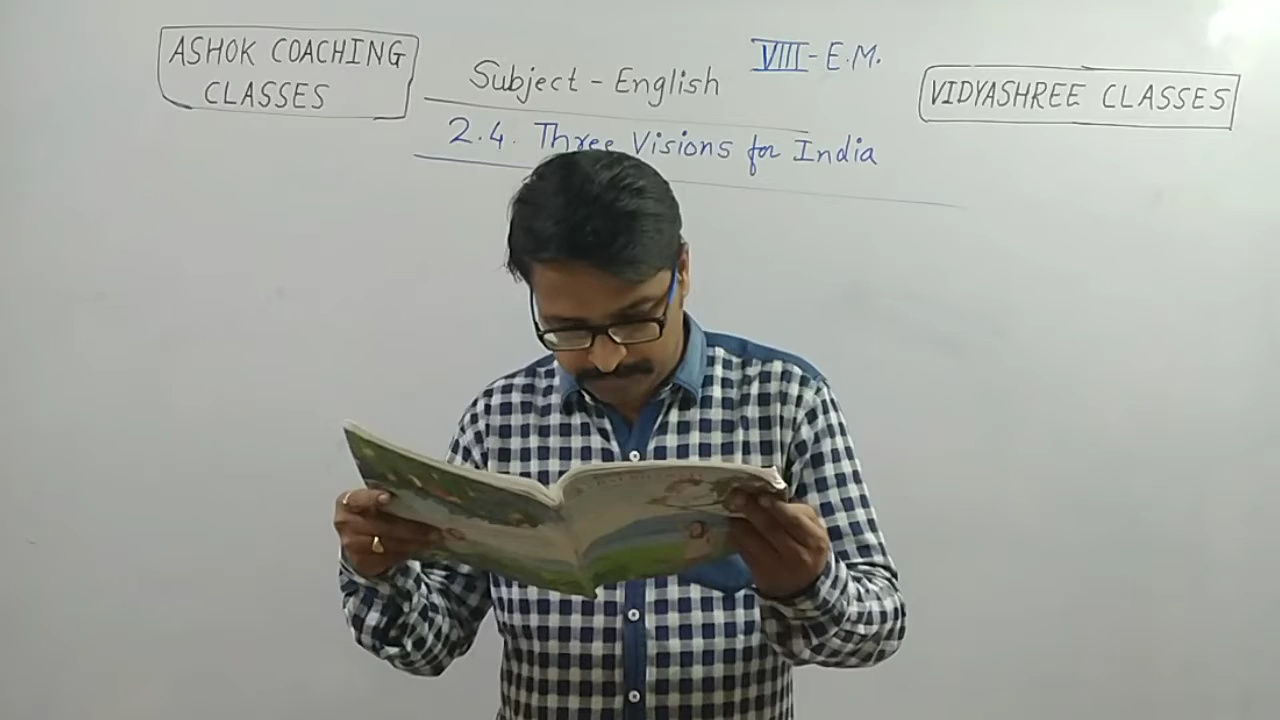 ASHOK COACHING
CLASSES
Subject - English
VIII - E.M.
VIDYASHREE CLASSES
2.4. Three Visions for India